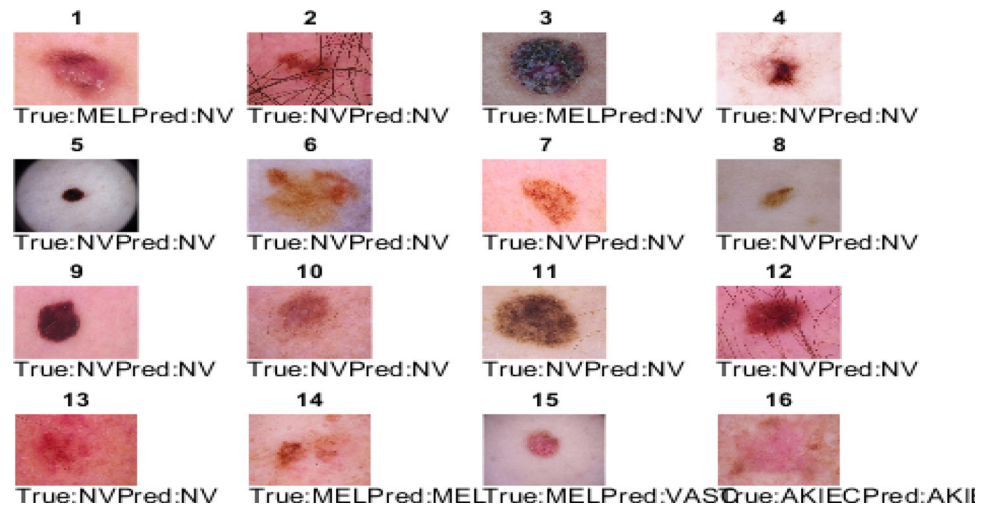 1 2 3 4
True:MELPred:NV True:NVPred:NV True:MELPred:NV True:NVPred:NV
5 6 7 8
True:NVPred:NV True:NVPred:NV True:NVPred:NV True:NVPred:NV
9 10 11 12
True:NVPred:NV True:NVPred:NV True:NVPred:NV True:NVPred:NV
13 14 15 16
True:NVPred:NV True:MELPred:MEL True:MELPred:VASC True:AKIECPred:AKIE